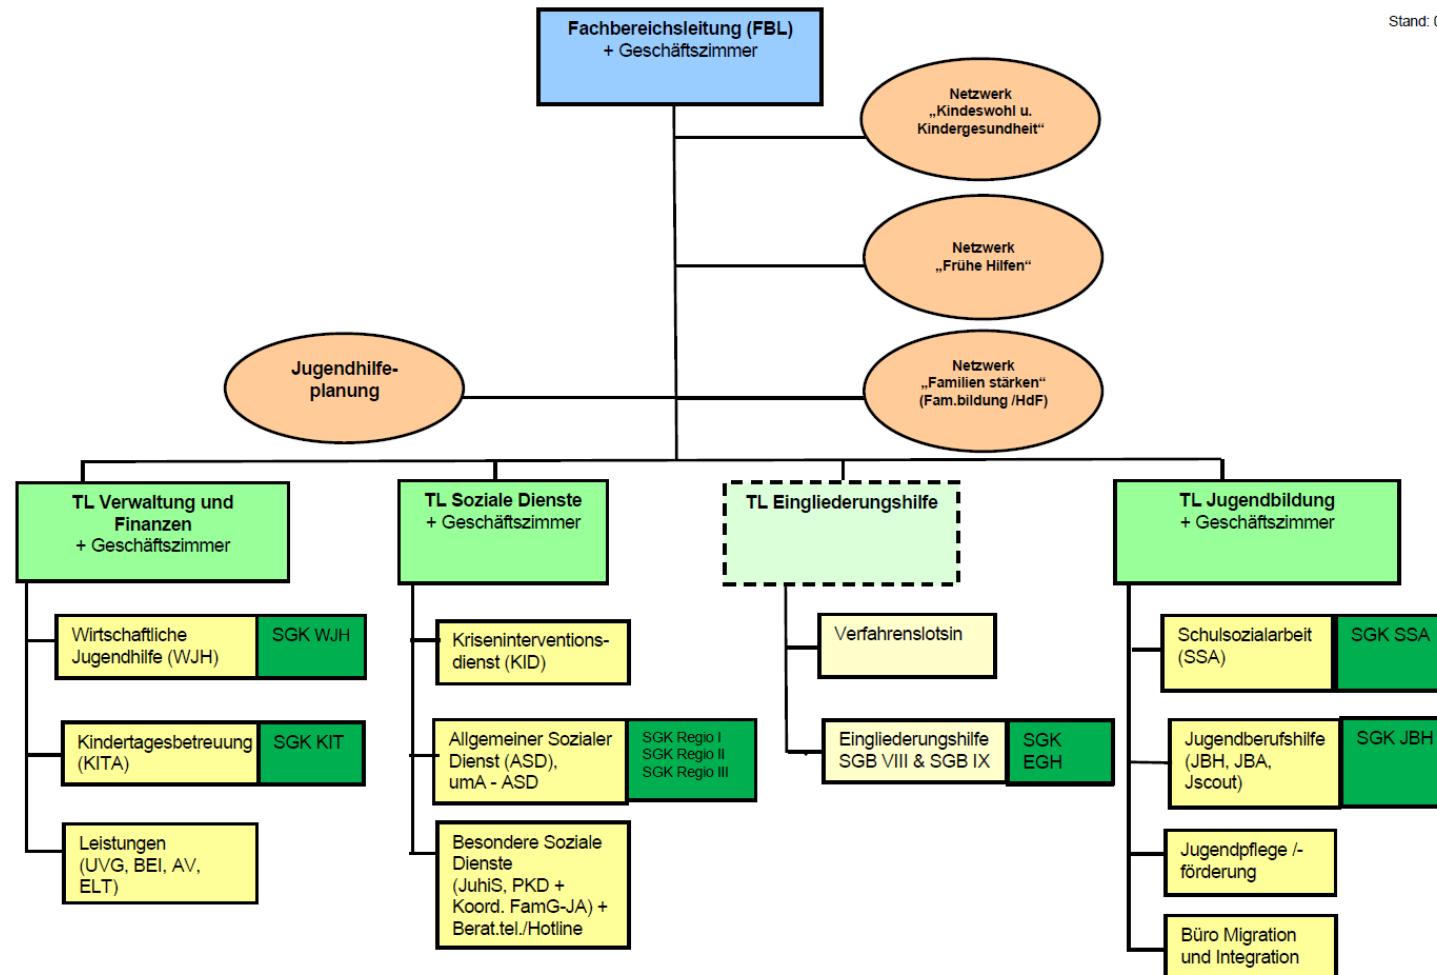 Fachbereichsleitung (FBL)
+ Geschäftszimmer
Stand: 0
Netzwerk
„Kindeswohl u.
Kindergesundheit“
Netzwerk
„Frühe Hilfen“
Jugendhilfe-
planung
Netzwerk
„Familien stärken“
(Fam.bildung /HdF)
TL Verwaltung und
Finanzen
+ Geschäftszimmer
TL Soziale Dienste
+ Geschäftszimmer
TL Eingliederungshilfe
TL Jugendbildung
+ Geschäftszimmer
Wirtschaftliche
Jugendhilfe (WJH)
SGK WJH
Kindertagesbetreuung
(KITA)
SGK KIT
Leistungen
(UVG, BEI, AV,
ELT)
Kriseninterventions-
dienst (KID)
Allgemeiner Sozialer
Dienst (ASD),
umA - ASD
SGK Regio I
SGK Regio II
SGK Regio III
Besondere Soziale
Dienste
(JuhiS, PKD +
Koord. FamG-JA) +
Berat.tel./Hotline
Verfahrenslotsin
Eingliederungshilfe
SGB VIII & SGB IX
SGK
EGH
Schulsozialarbeit
(SSA)
SGK SSA
Jugendberufshilfe
(JBH, JBA,
Jscout)
SGK JBH
Jugendpflege /-
förderung
Büro Migration
und Integration